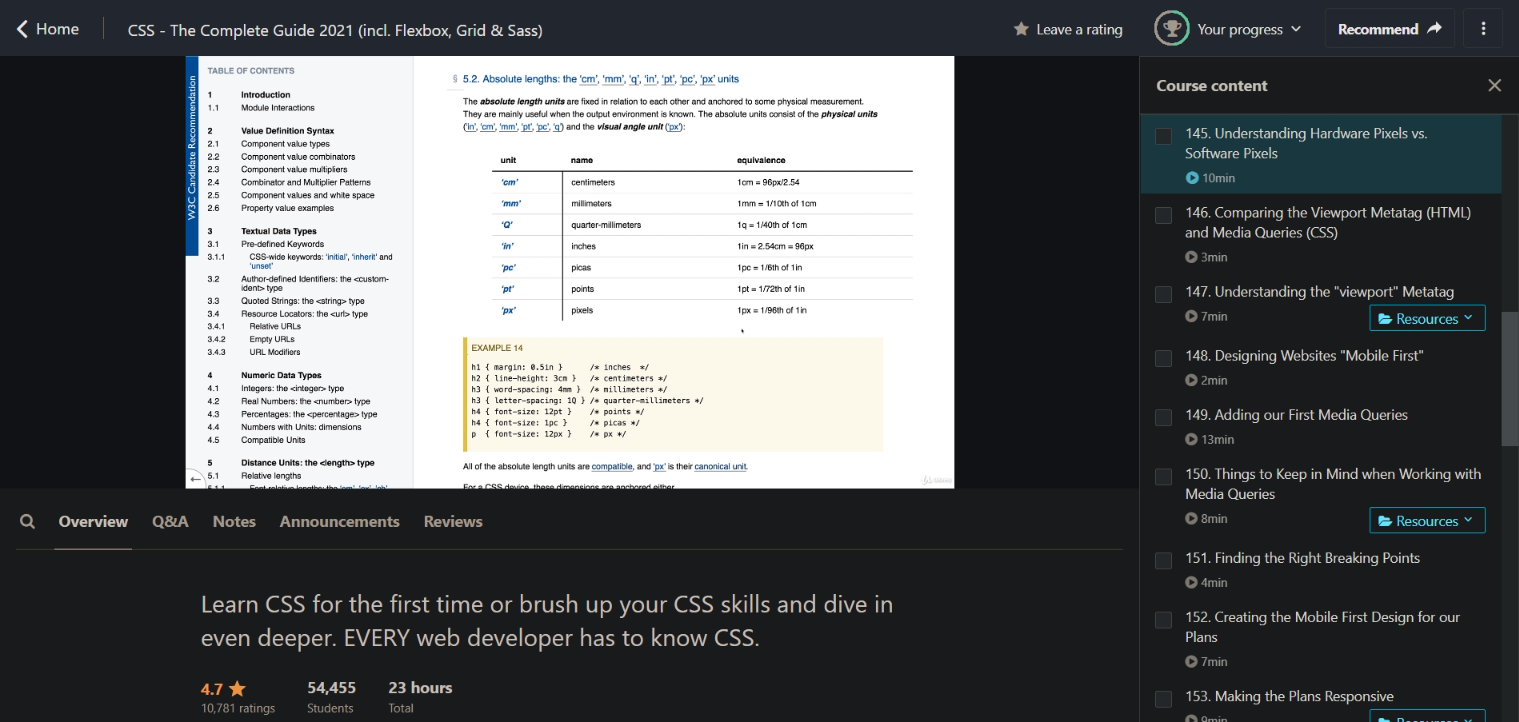 Home
CSS - The Complete Guide 2021 (incl. Flexbox, Grid & Sass)
Leave a rating
Your progress
Recommend
W3C Candidate Recommendation
TABLE OF CONTENTS
1 Introduction
1.1 Module Interactions
2 Value Definition Syntax
2.1 Component value types
2.2 Component value combinators
2.3 Component value multipliers
2.4 Combinator and Multiplier Patterns
2.5 Component values and white space
2.6 Property value examples
3 Textual Data Types
3.1 Pre-defined Keywords
3.1.1 CSS-wide keywords: 'initial', 'inherit' and
'unset'
3.2 Author-defined Identifiers: the <custom-
ident> type
3.3 Quoted Strings: the <string> type
3.4 Resource Locators: the <url> type
3.4.1 Relative URLs
3.4.2 Empty URLs
3.4.3 URL Modifiers
4 Numeric Data Types
4.1 Integers: the <integer> type
4.2 Real Numbers: the <number> type
4.3 Percentages: the <percentage> type
4.4 Numbers with Units: dimensions
4.5 Compatible Units
5 Distance Units: the <length> type
5.1 Relative lengths
5.1.1 Font-relative lengths: the 'em', 'ex', 'ch',
§ 5.2. Absolute lengths: the 'cm', 'mm', 'q', 'in', 'pt', 'pc', 'px' units
The absolute length units are fixed in relation to each other and anchored to some physical measurement.
They are mainly useful when the output environment is known. The absolute units consist of the physical units
('in', 'cm', 'mm', 'pt', 'pc', 'q') and the visual angle unit ('px'):
unit name equivalence
'cm' centimeters 1cm = 96px/2.54
'mm' millimeters 1mm = 1/10th of 1cm
'Q' quarter-millimeters 1q = 1/40th of 1cm
'in' inches 1in = 2.54cm = 96px
'pc' picas 1pc = 1/6th of 1in
'pt' points 1pt = 1/72th of 1in
'px' pixels 1px = 1/96th of 1in
EXAMPLE 14
h1 { margin: 0.5in } /* inches */
h2 { line-height: 3cm } /* centimeters */
h3 { word-spacing: 4mm } /* millimeters */
h3 { letter-spacing: 1Q } /* quarter-millimeters */
h4 { font-size: 12pt } /* points */
h4 { font-size: 1pc } /* picas */
p { font-size: 12px } /* px */
All of the absolute length units are compatible, and 'px' is their canonical unit.
For a CSS device, these dimensions are anchored either
Overview
Q&A
Notes
Announcements
Reviews
Learn CSS for the first time or brush up your CSS skills and dive in
even deeper. EVERY web developer has to know CSS.
4.7 54,455 23 hours
10,781 ratings Students Total
Course content
145. Understanding Hardware Pixels vs.
Software Pixels
10min
146. Comparing the Viewport Metatag (HTML)
and Media Queries (CSS)
3min
147. Understanding the "viewport" Metatag
7min
Resources
148. Designing Websites "Mobile First"
2min
149. Adding our First Media Queries
13min
150. Things to Keep in Mind when Working with
Media Queries
8min
Resources
151. Finding the Right Breaking Points
4min
152. Creating the Mobile First Design for our
Plans
7min
153. Making the Plans Responsive
9min
Resources